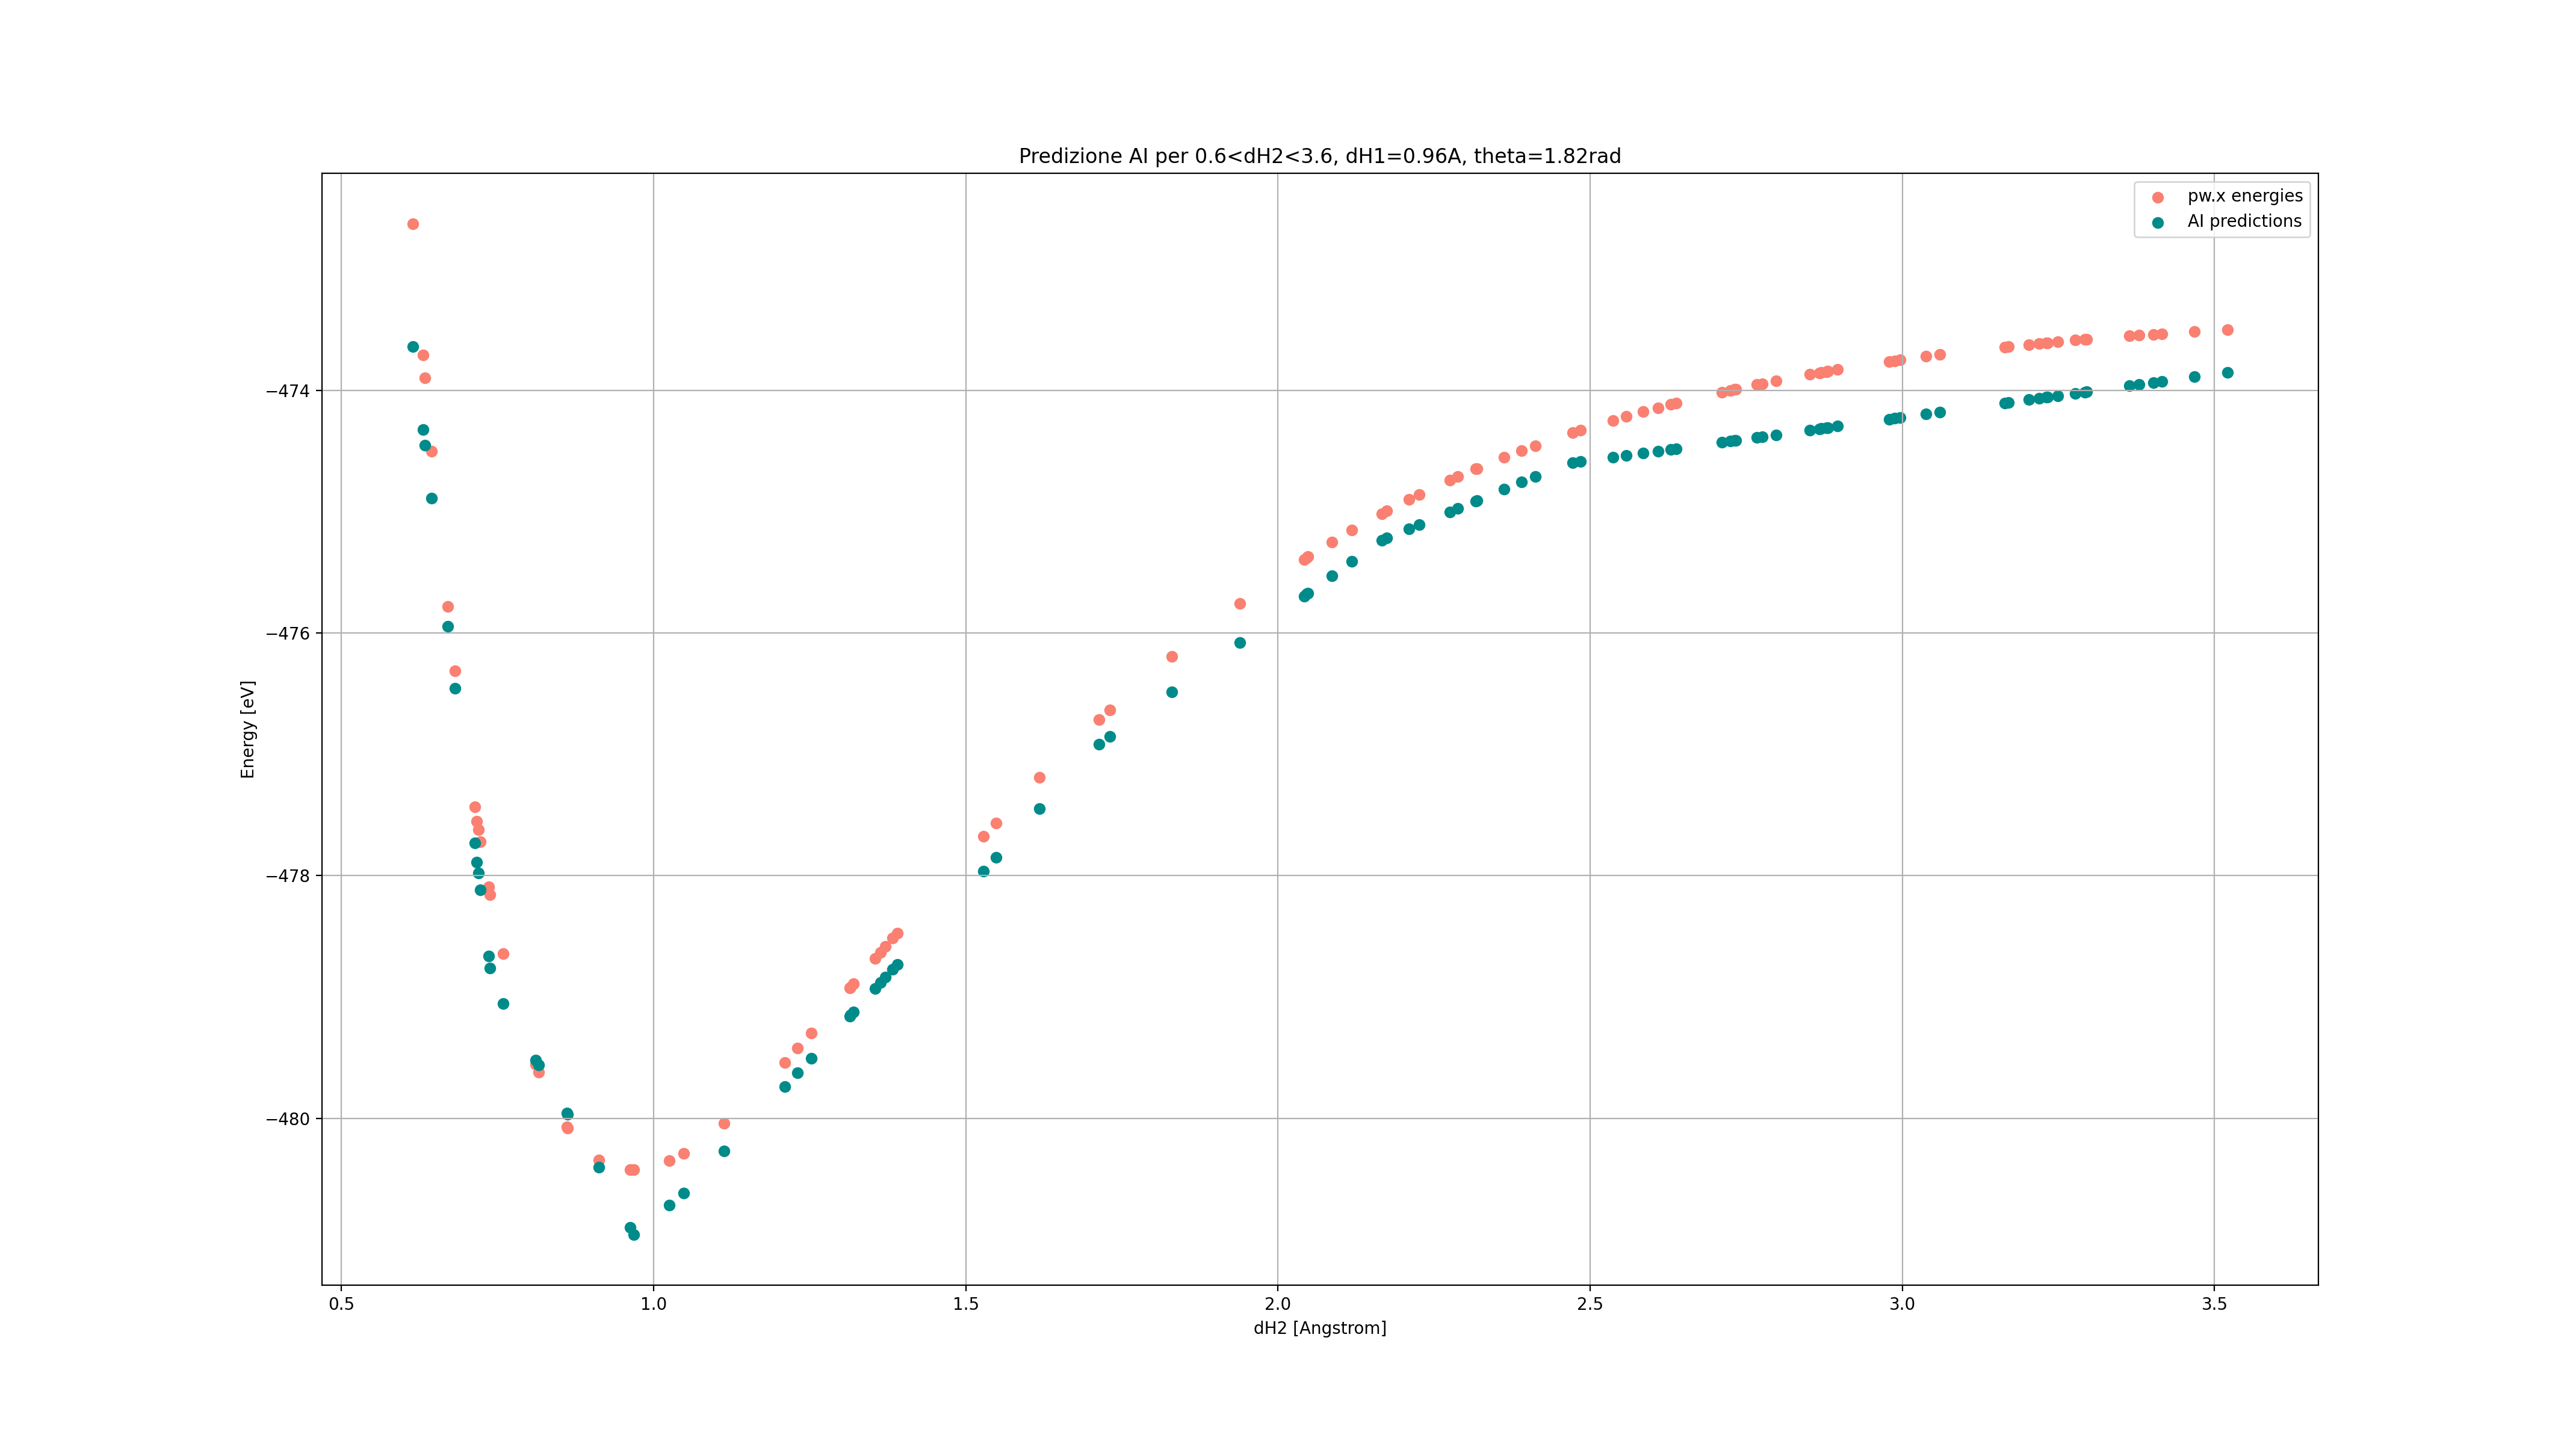 Predizione AI per 0.6<dH2<3.6, dH1=0.96A, theta=1.82rad
pw.x energies
AI predictions
−474
−476
−478
−480
Energy [eV]
0.5 1.0 1.5 2.0 2.5 3.0 3.5
dH2 [Angstrom]